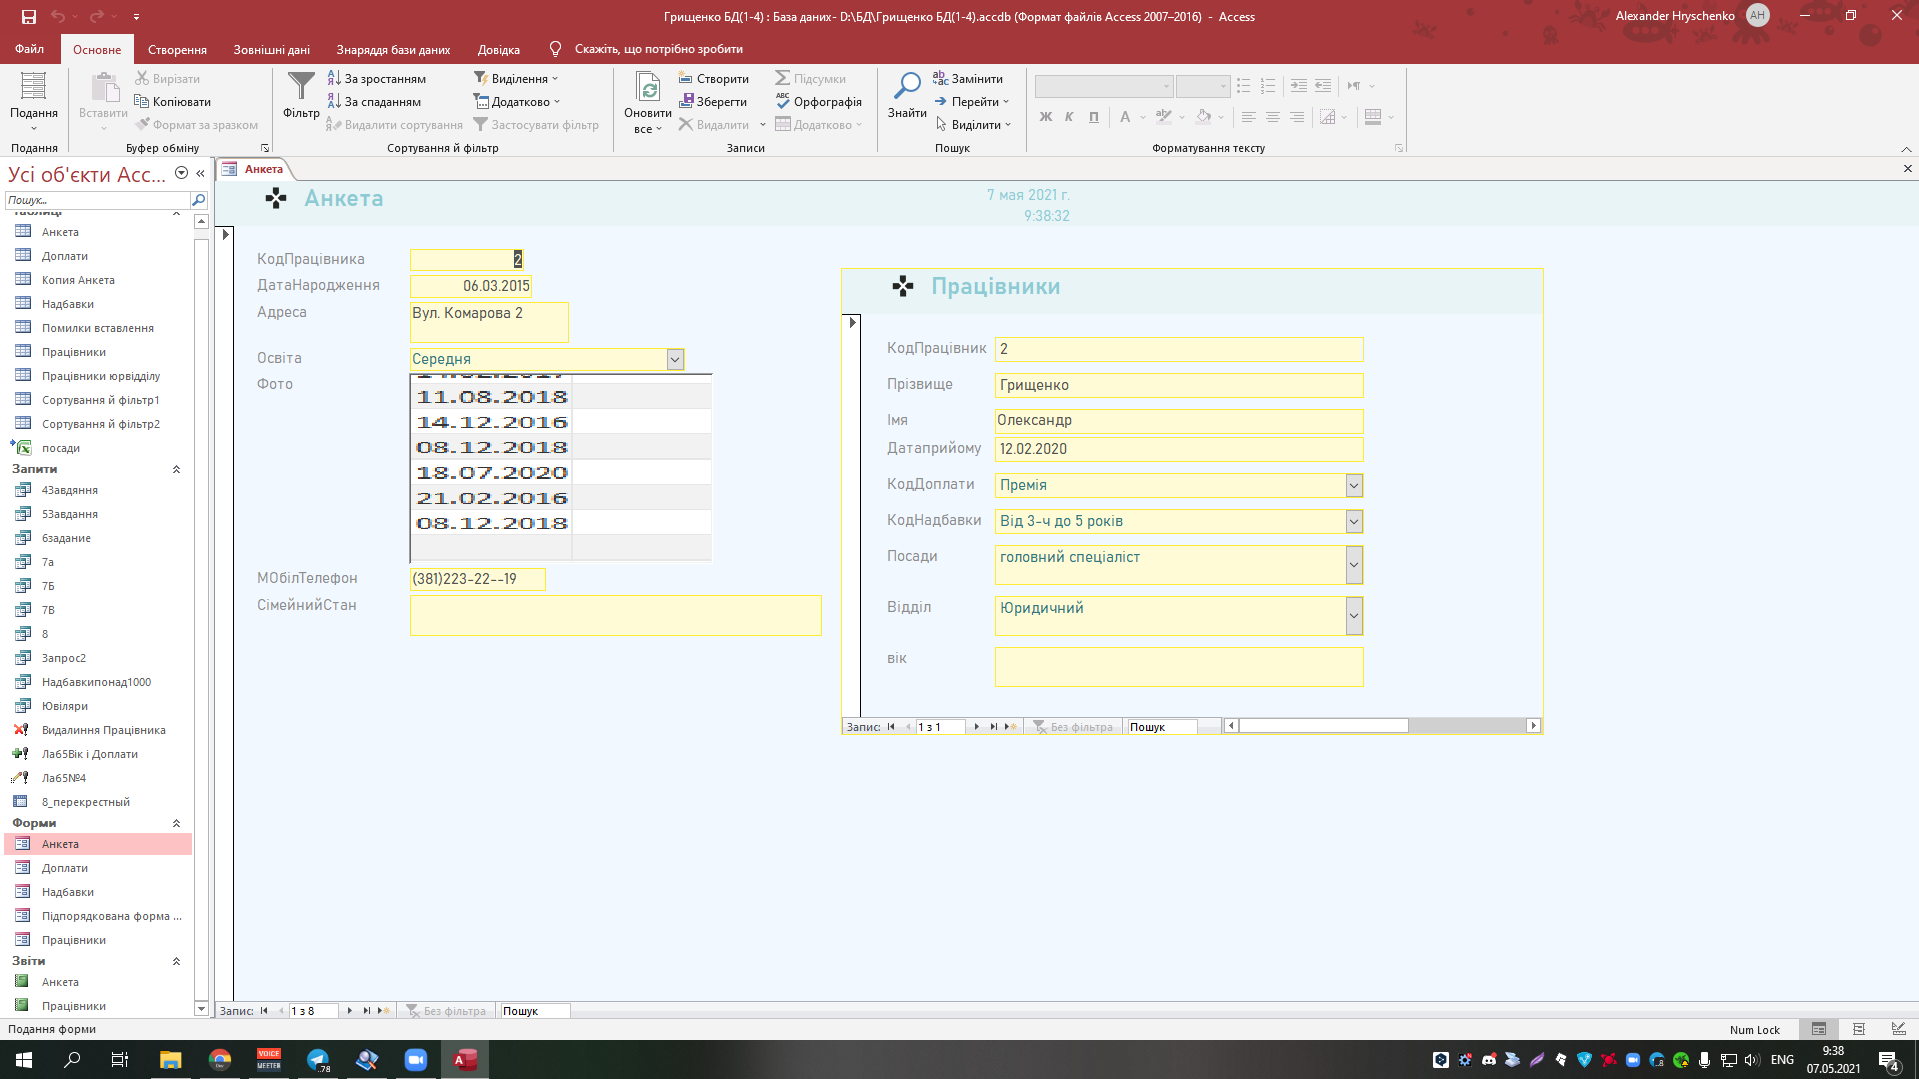 Грищенко БД(1-4) : База даних- D:\БД\Грищенко БД(1-4).accdb (Формат файлів Access 2007–2016) - Access
Alexander Hryschenko
AH
Файл
Основне
Створення
Зовнішні дані
Знаряддя бази даних
Довідка
Скажіть, що потрібно зробити
Подання
Вставити
Вирізати
Копіювати
Формат за зразком
Фільтр
За зростанням
За спаданням
Видалити сортування
Виділення
Додатково
Застосувати фільтр
Оновити все
Створити
Зберегти
Видалити
Підсумки
Орфографія
Додатково
Знайти
Замінити
Перейти
Виділити
Ж К П
Подання
Буфер обміну
Сортування й фільтр
Записи
Пошук
Форматування тексту
Усі об'єкти Acc...
Пошук...
Таблиці
Анкета
Доплати
Копия Анкета
Надбавки
Помилки вставлення
Працівники
Працівники юрвідділу
Сортування й фільтр1
Сортування й фільтр2
посади
Запити
4Завдяння
5Завдання
6задание
7а
7Б
7В
8
Запрос2
Надбавкипонад1000
Ювіляри
Видалиння Працівника
Ла65Вік і Доплати
Ла65№4
8_перекрестный
Форми
Анкета
Доплати
Надбавки
Підпорядкована форма ...
Працівники
Звіти
Анкета
Працівники
Анкета
Анкета
7 мая 2021 г.
9:38:32
КодПрацівника 2
ДатаНародження 06.03.2015
Адреса Вул. Комарова 2
Освіта Середня
Фото
11.08.2018
14.12.2016
08.12.2018
18.07.2020
21.02.2016
08.12.2018
МОбілТелефон (381)223-22--19
СімейнийСтан
Працівники
КодПрацівник 2
Прізвище Грищенко
Імя Олександр
Датаприйому 12.02.2020
КодДоплати Премія
КодНадбавки Від 3-ч до 5 років
Посади головний спеціаліст
Відділ Юридичний
вік
Запис: 1 з 1 Без фільтра Пошук
Запис: 1 з 8 Без фільтра Пошук
Подання форми
Num Lock
VOICE
MEETER
ENG
9:38
07.05.2021
4